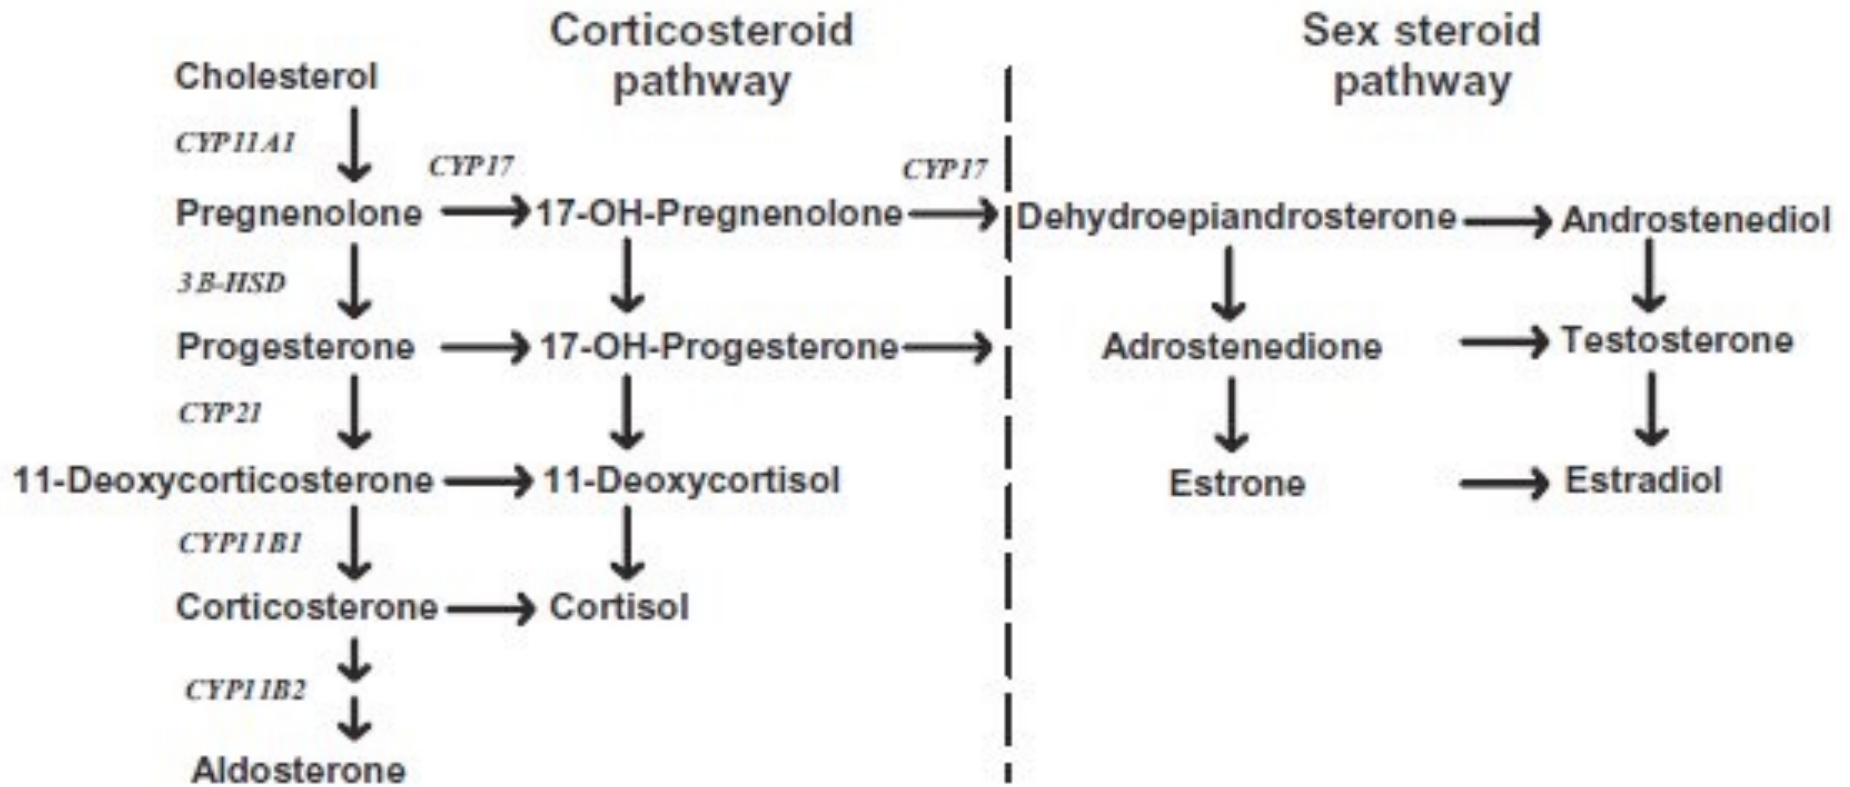 Corticosteroid
pathway
Sex steroid
pathway
Cholesterol
CYP11A1
CYP17
CYP17
Pregnenolone
17-OH-Pregnenolone
Dehydroepiandrosterone
Androstenediol
3B-HSD
Progesterone
17-OH-Progesterone
Adrostenedione
Testosterone
CYP21
11-Deoxycorticosterone
11-Deoxycortisol
Estrone
Estradiol
CYP11B1
Corticosterone
Cortisol
CYP11B2
Aldosterone